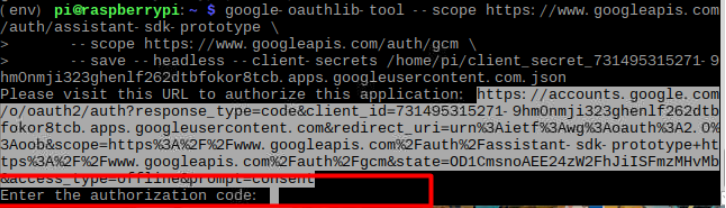 (env) pi@raspberrypi:~ $ google-oauthlib-tool --scope https://www.googleapis.com
/auth/assistant-sdk-prototype \
>       --scope https://www.googleapis.com/auth/gcm \
>       --save --headless --client-secrets /home/pi/client_secret_731495315271-9
hm0nmji323ghenlf262dtbfokor8tcb.apps.googleusercontent.com.json
Please visit this URL to authorize this application: https://accounts.google.com
/o/oauth2/auth?response_type=code&client_id=731495315271-9hm0nmji323ghenlf262dtb
fokor8tcb.apps.googleusercontent.com&redirect_uri=urn%3Aietf%3Awg%3Aoauth%3A2.0%
3Aoob&scope=https%3A%2F%2Fwww.googleapis.com%2Fauth%2Fassistant-sdk-prototype+ht
tps%3A%2F%2Fwww.googleapis.com%2Fauth%2Fgcm&state=OD1CmsnoAEE24zW2FhJiISFmzMHvMb
&access_type=offline&prompt=consent
Enter the authorization code: